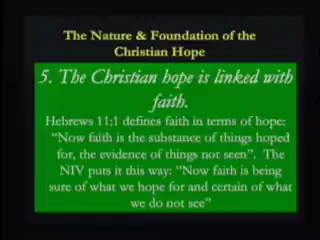 The Nature & Foundation of the
Christian Hope
5. The Christian hope is linked with
faith.
Hebrews 11;1 defines faith in terms of hope:
“Now faith is the substance of things hoped
for, the evidence of things not seen”. The
NIV puts it this way: “Now faith is being
sure of what we hope for and certain of what
we do not see”